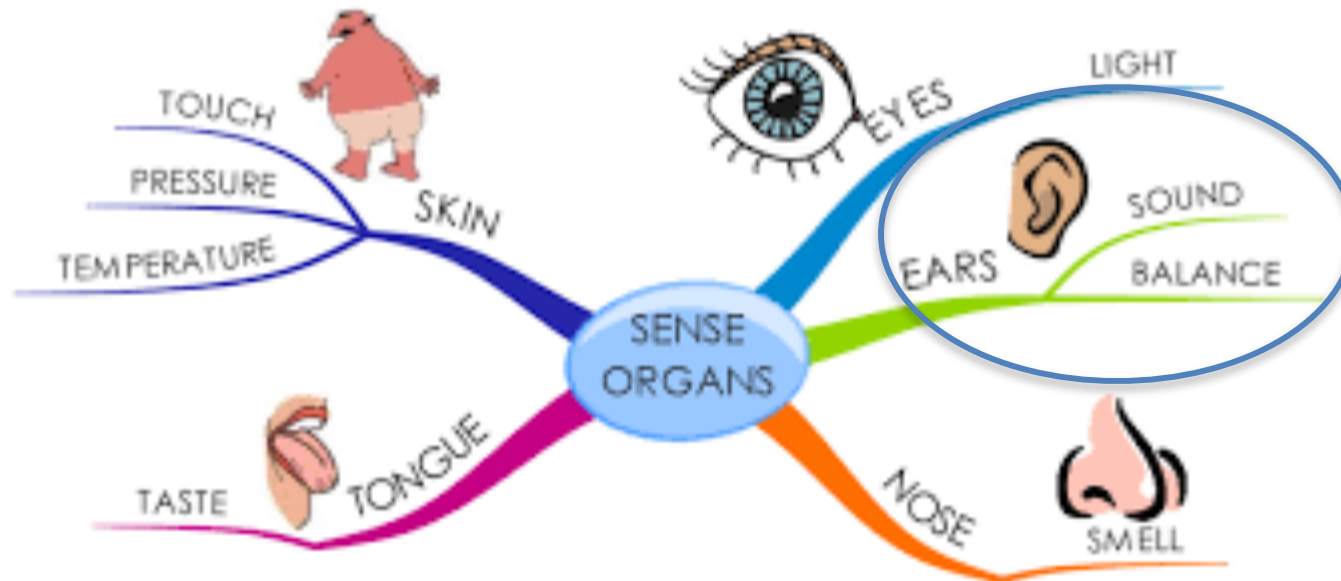 TOUCH
PRESSURE
TEMPERATURE
SKIN
EYES
LIGHT
EARS
SOUND
BALANCE
SENSE
ORGANS
TONGUE
TASTE
NOSE
SMELL